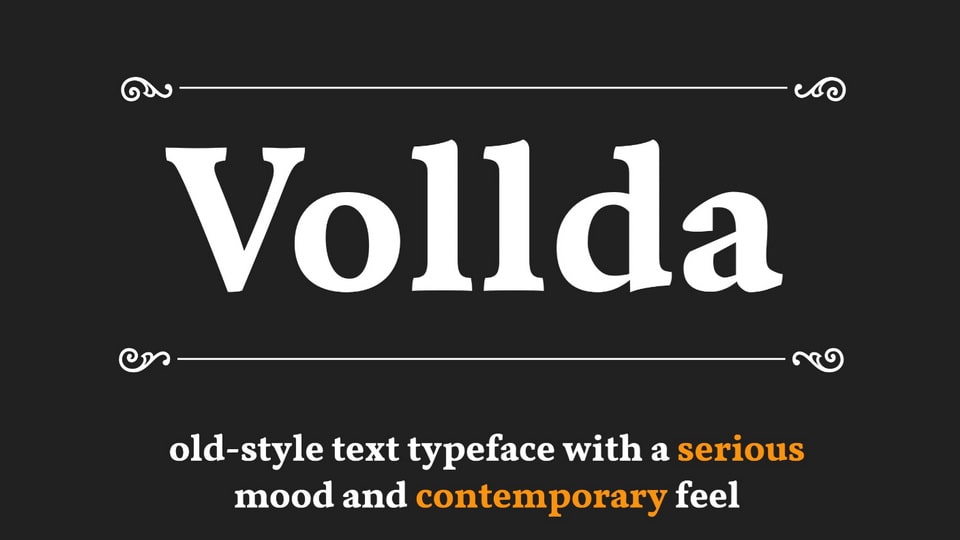 Vollda
old-style text typeface with a serious
mood and contemporary feel